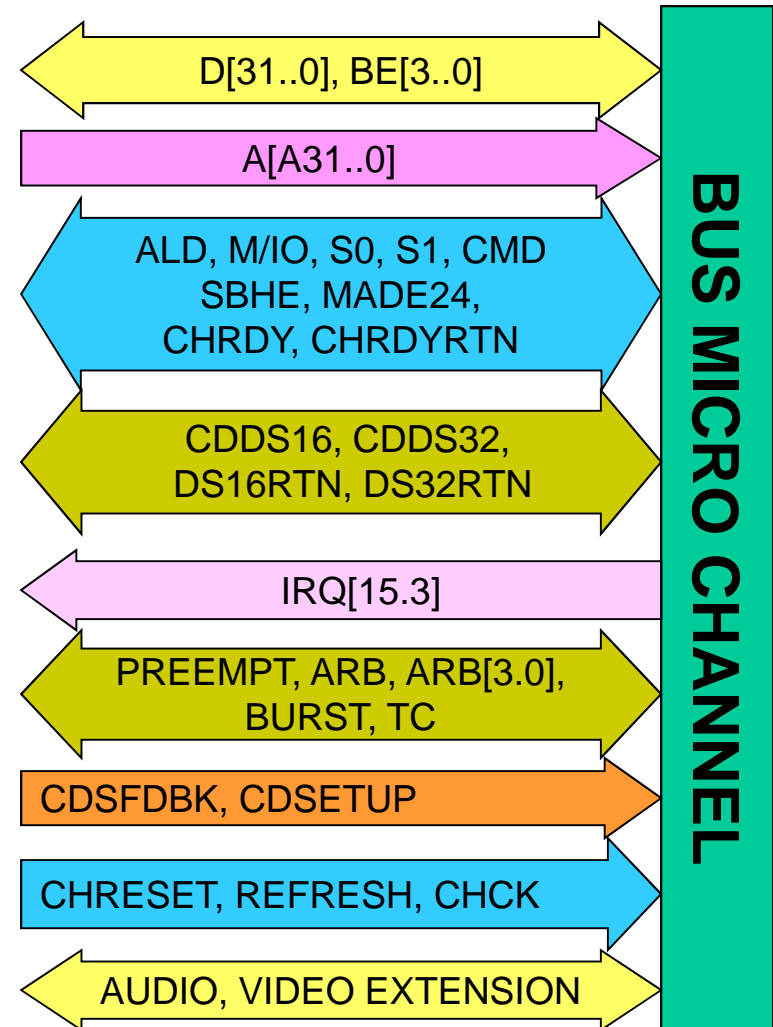 D[31..0], BE[3..0]
A[A31..0]
ALD, M/IO, S0, S1, CMD
SBHE, MADE24,
CHRDY, CHRDYRTN
CDDS16, CDDS32,
DS16RTN, DS32RTN
IRQ[15.3]
PREEMPT, ARB, ARB[3.0],
BURST, TC
CDSFDBK, CDSETUP
CHRESET, REFRESH, CHCK
AUDIO, VIDEO EXTENSION
BUS MICRO CHANNEL